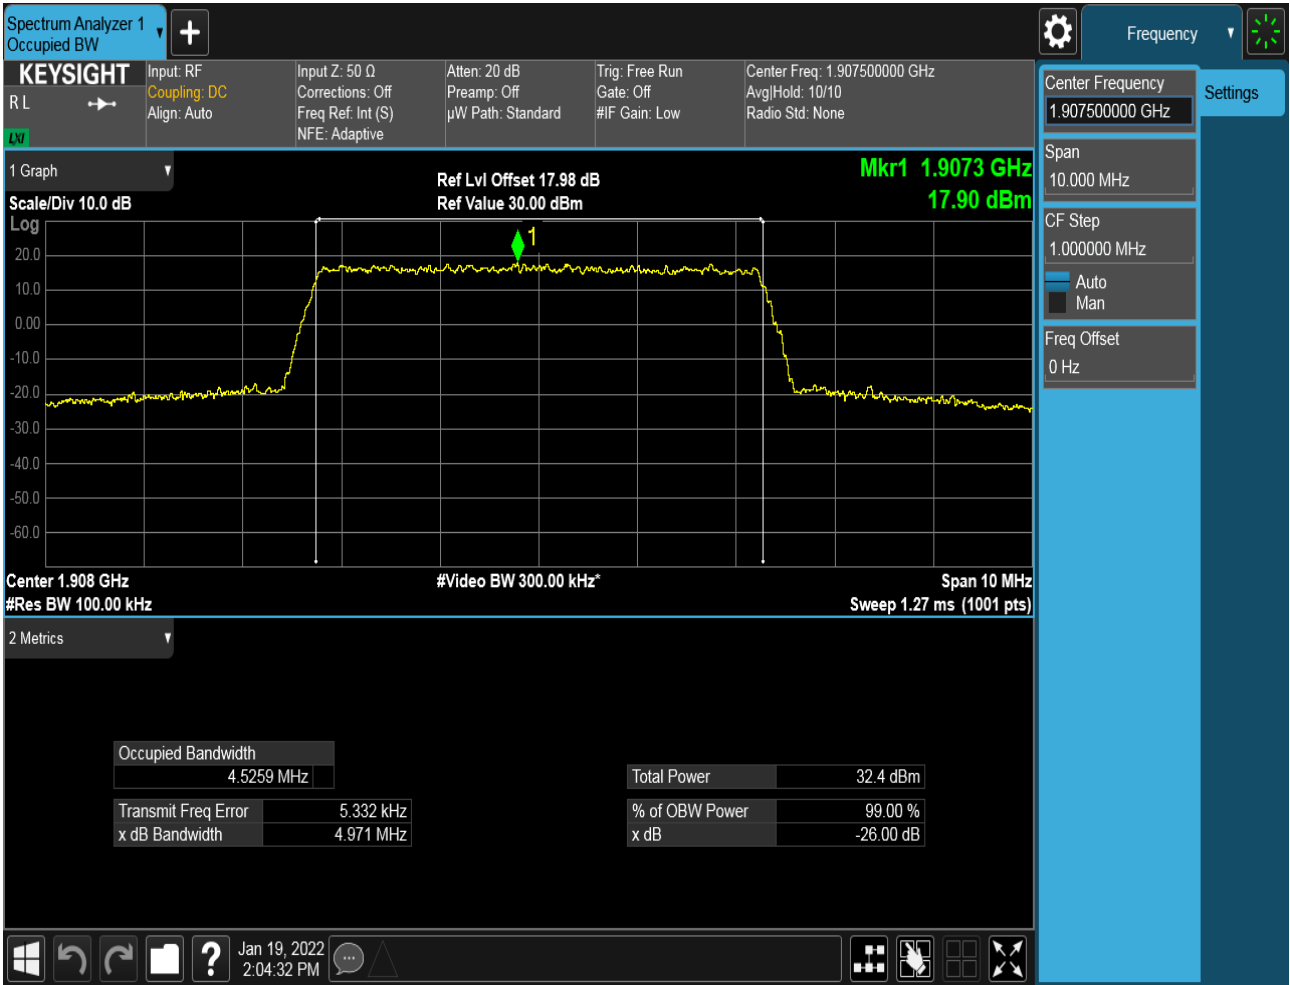 Spectrum Analyzer 1
Occupied BW
Frequency
KEYSIGHT
R L
LXI
Input: RF
Coupling: DC
Align: Auto
Input Z: 50 Ω
Corrections: Off
Freq Ref: Int (S)
NFE: Adaptive
Atten: 20 dB
Preamp: Off
µW Path: Standard
Trig: Free Run
Gate: Off
#IF Gain: Low
Center Freq: 1.907500000 GHz
Avg|Hold: 10/10
Radio Std: None
Center Frequency
1.907500000 GHz
Settings
Span
10.000 MHz
CF Step
1.000000 MHz
Auto
Man
Freq Offset
0 Hz
1 Graph
Scale/Div 10.0 dB
Ref Lvl Offset 17.98 dB
Ref Value 30.00 dBm
Mkr1 1.9073 GHz
17.90 dBm
Log
1
20.0
10.0
0.00
-10.0
-20.0
-30.0
-40.0
-50.0
-60.0
Center 1.908 GHz
#Res BW 100.00 kHz
#Video BW 300.00 kHz*
Span 10 MHz
Sweep 1.27 ms (1001 pts)
2 Metrics
Occupied Bandwidth
4.5259 MHz
Transmit Freq Error 5.332 kHz
x dB Bandwidth 4.971 MHz
Total Power 32.4 dBm
% of OBW Power 99.00 %
x dB -26.00 dB
?
Jan 19, 2022
2:04:32 PM